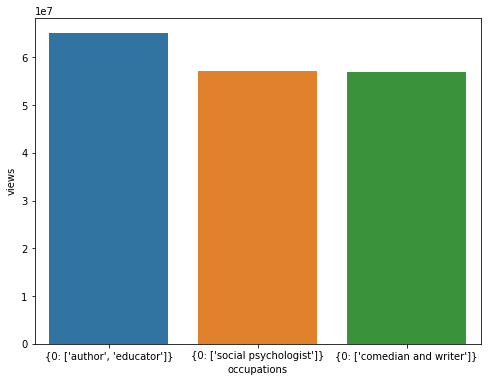 1e7
6
5
4
3
2
1
0
views
{0: ['author', 'educator']} {0: ['social psychologist']} {0: ['comedian and writer']}
occupations